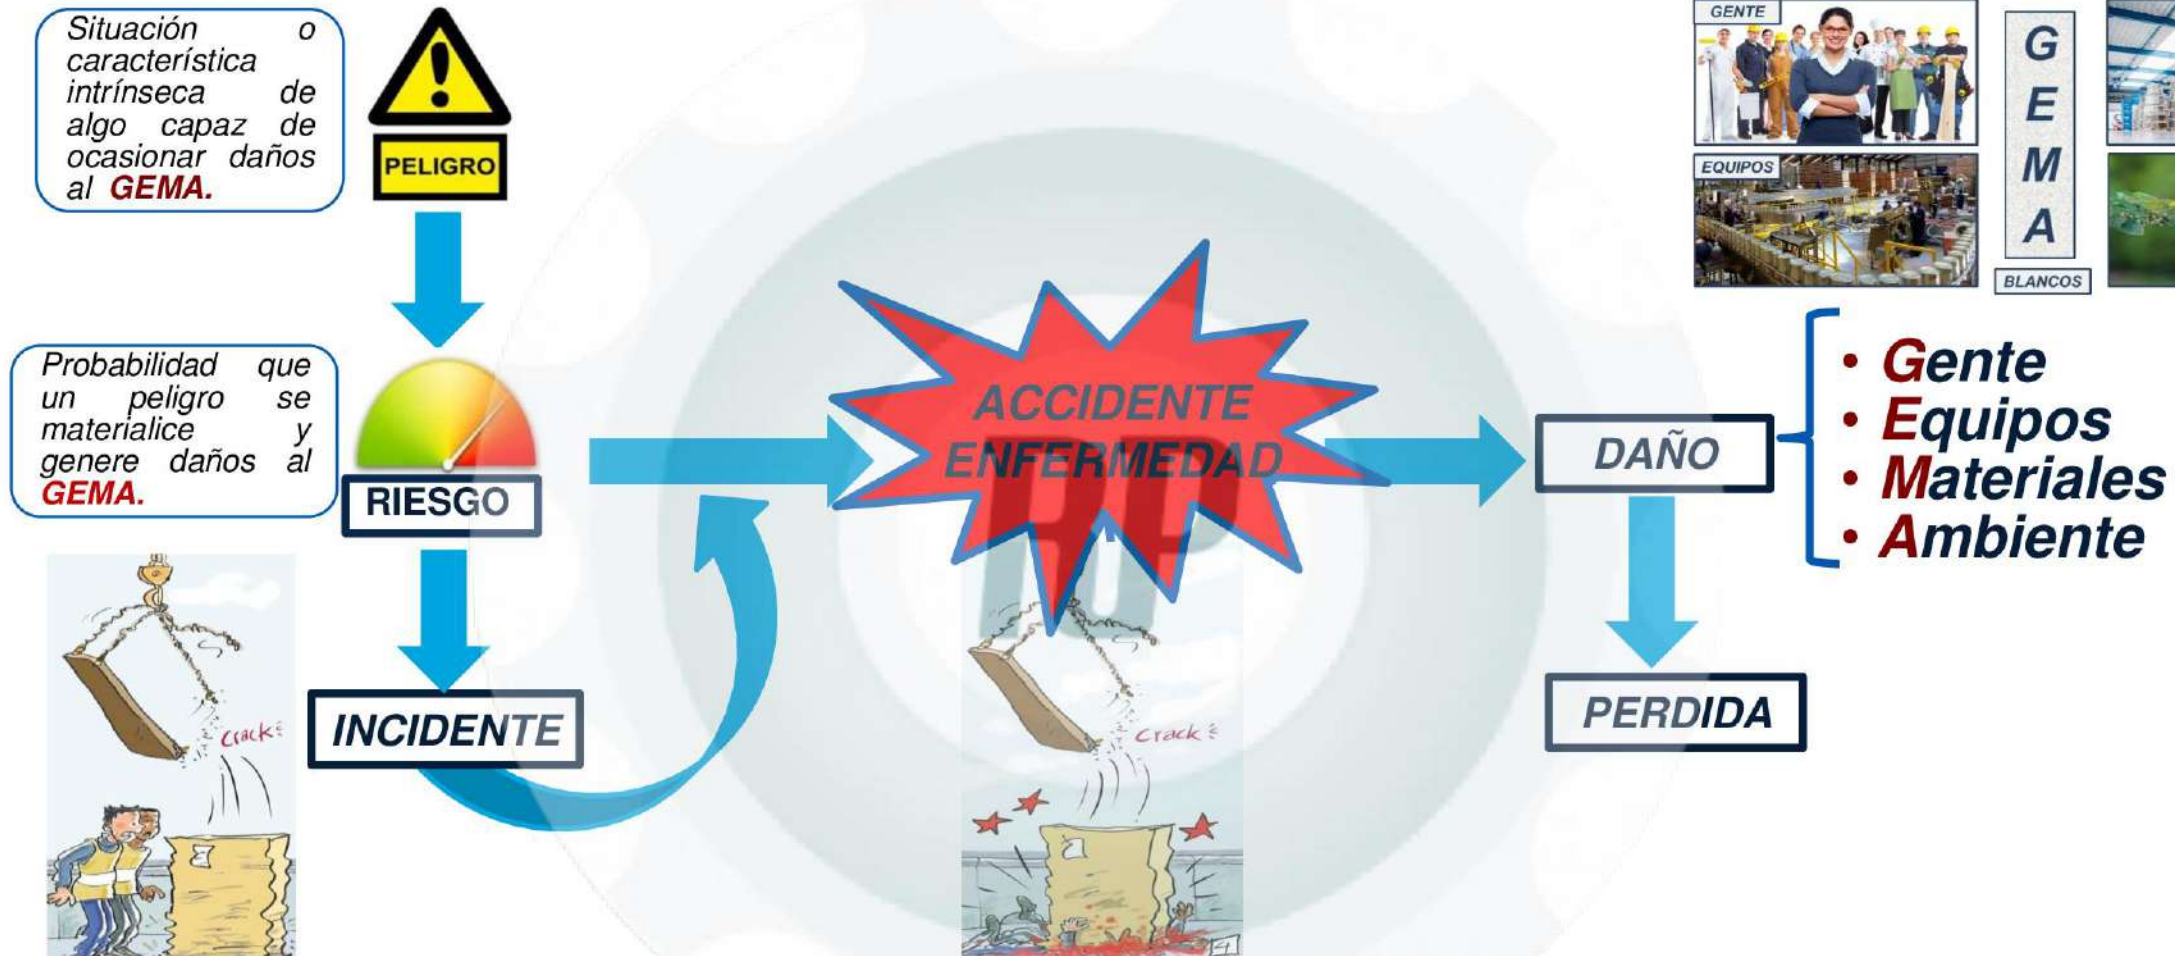 Situación o
característica
intrínseca de
algo capaz de
ocasionar daños
al GEMA.
PELIGRO
GENTE
EQUIPOS
G
E
M
A
BLANCOS
Probabilidad que
un peligro se
materialice y
genere daños al
GEMA.
RIESGO
ACCIDENTE
ENFERMEDAD
DAÑO
• Gente
• Equipos
• Materiales
• Ambiente
INCIDENTE
PERDIDA
Crack
Crack
4